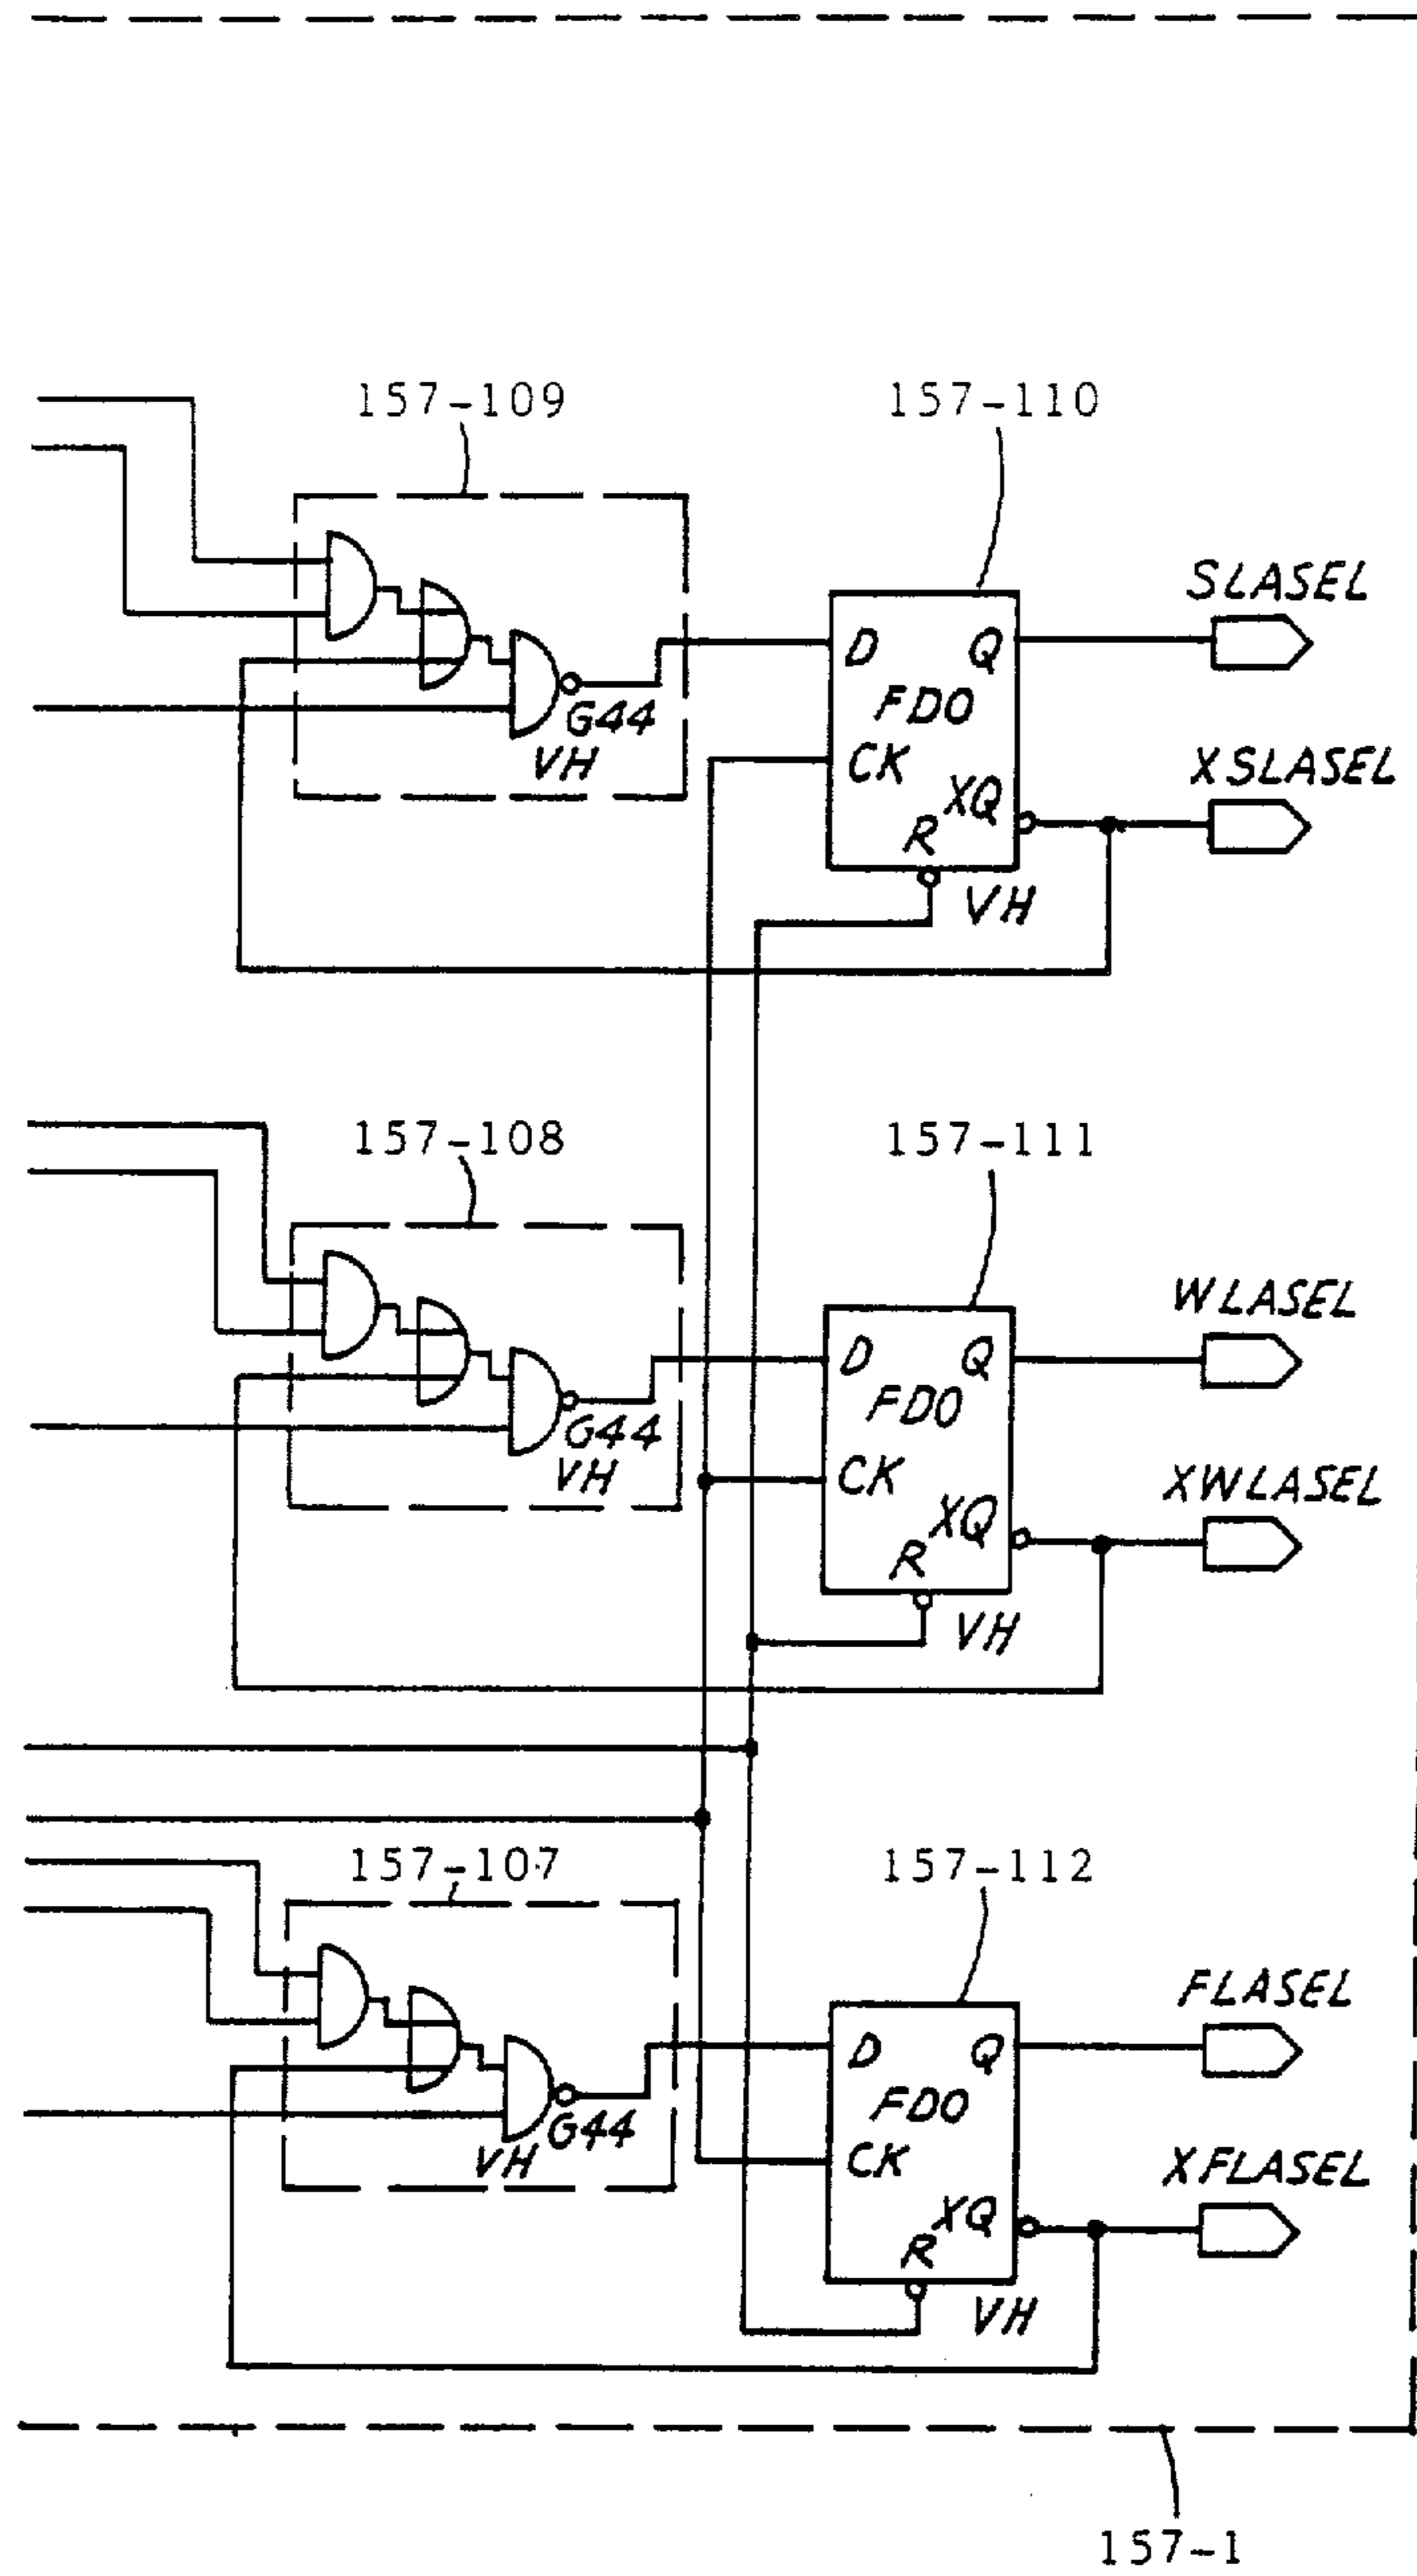 157-109
157-110
SLASEL
D Q
FDO
G44
VH
CK
XSLASEL
XQ
R
VH
157-108
157-111
WLASEL
D Q
FDO
G44
VH
CK
XWLASEL
XQ
R
VH
157-107
157-112
FLASEL
D Q
FDO
G44
VH
CK
XFLASEL
XQ
R
VH
157-1